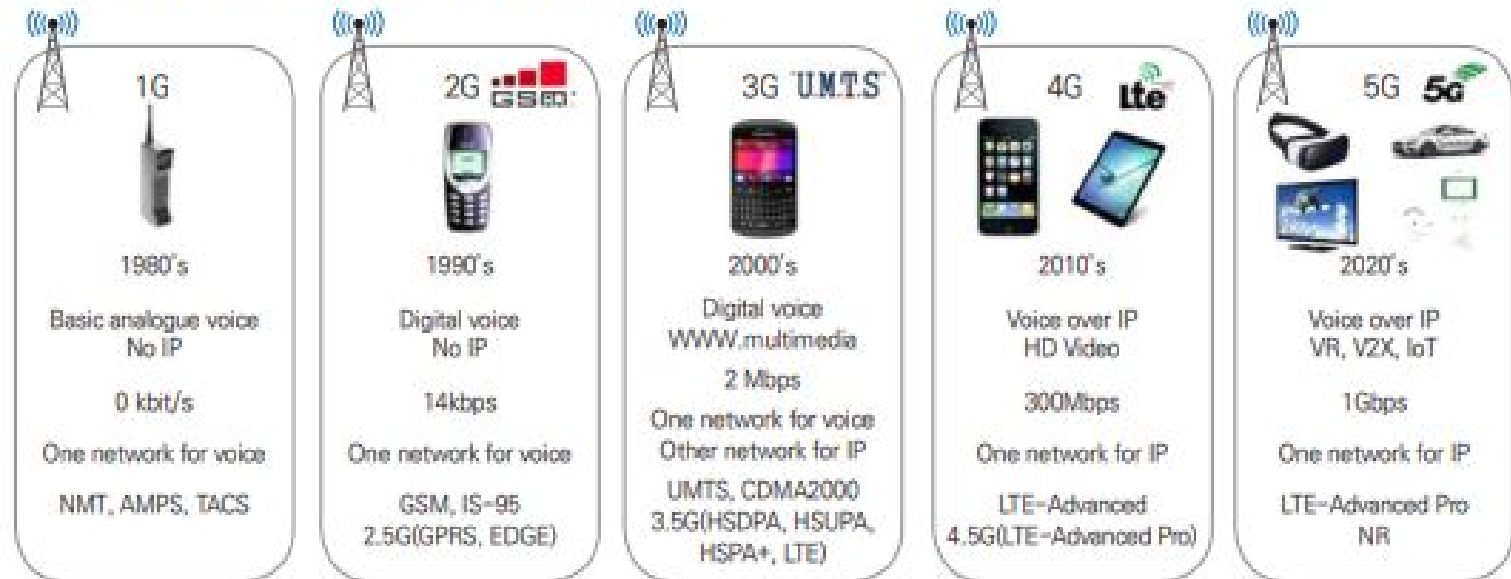 1G
1980's
Basic analogue voice
No IP
0 kbit/s
One network for voice
NMT, AMPS, TACS
2G GSM
1990's
Digital voice
No IP
14kbps
One network for voice
GSM, IS-95
2.5G(GPRS, EDGE)
3G U.M.T.S
2000's
Digital voice
WWW.multimedia
2 Mbps
One network for voice
Other network for IP
UMTS, CDMA2000
3.5G(HSDPA, HSUPA,
HSPA+, LTE)
4G Lte
2010's
Voice over IP
HD Video
300Mbps
One network for IP
LTE-Advanced
4.5G(LTE-Advanced Pro)
5G 5G
2020's
Voice over IP
VR, V2X, IoT
1Gbps
One network for IP
LTE-Advanced Pro
NR